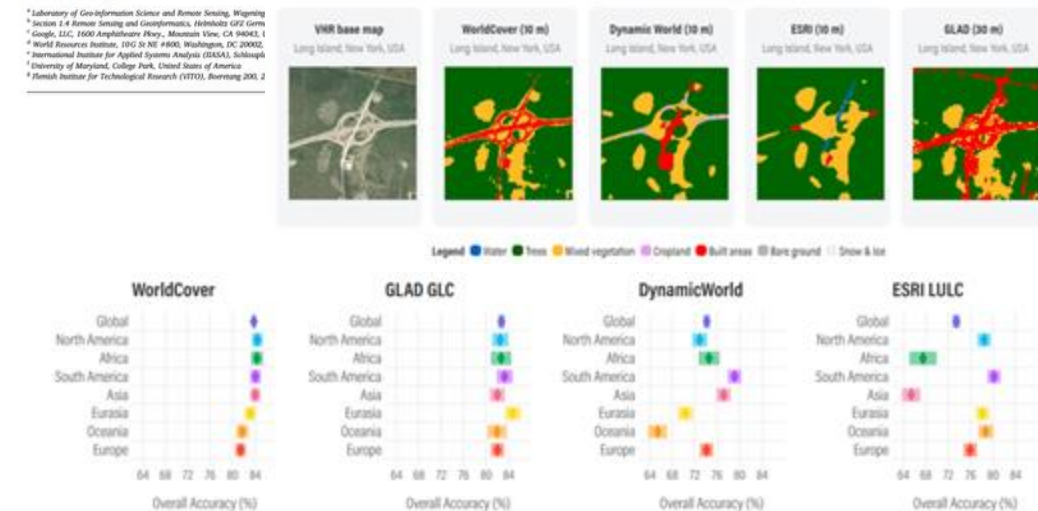 a Laboratory of Geo-information Science and Remote Sensing, Wagening
b Section 1.4 Remote Sensing and Geoinformatics, Helmholtz GFZ Germ
c Google, LLC, 1600 Amphitheatre Pkwy., Mountain View, CA 94043, U
d World Resources Institute, 10 G St NE #800, Washington, DC 20002,
e International Institute for Applied Systems Analysis (IIASA), Schlosspl
f University of Maryland, College Park, United States of America
g Flemish Institute for Technological Research (VITO), Boeretang 200, 2
VHR base map WorldCover (10 m) Dynamic World (10 m) ESRI (10 m) GLAD (30 m)
Long Island, New York, USA Long Island, New York, USA Long Island, New York, USA Long Island, New York, USA Long Island, New York, USA
Legend Water Trees Mixed vegetation Cropland Built areas Bare ground Snow & Ice
WorldCover GLAD GLC DynamicWorld ESRI LULC
Global Global Global Global
North America North America North America North America
Africa Africa Africa Africa
South America South America South America South America
Asia Asia Asia Asia
Eurasia Eurasia Eurasia Eurasia
Oceania Oceania Oceania Oceania
Europe Europe Europe Europe
64 68 72 76 80 84 64 68 72 76 80 84 64 68 72 76 80 84 64 68 72 76 80 84
Overall Accuracy (%) Overall Accuracy (%) Overall Accuracy (%) Overall Accuracy (%)